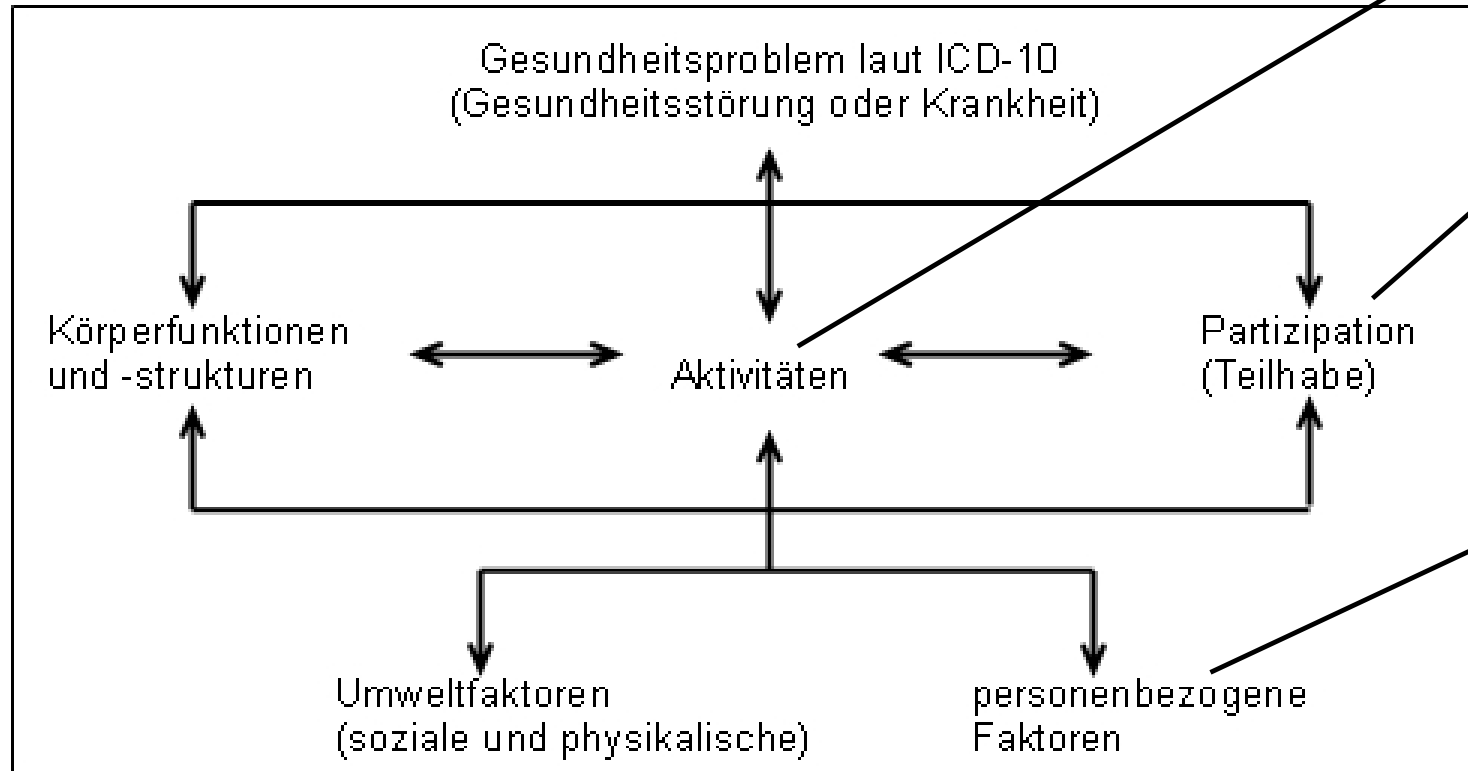 Gesundheitsproblem laut ICD-10
(Gesundheitsstörung oder Krankheit)
Körperfunktionen
und -strukturen
Aktivitäten
Partizipation
(Teilhabe)
Umweltfaktoren
(soziale und physikalische)
personenbezogene
Faktoren